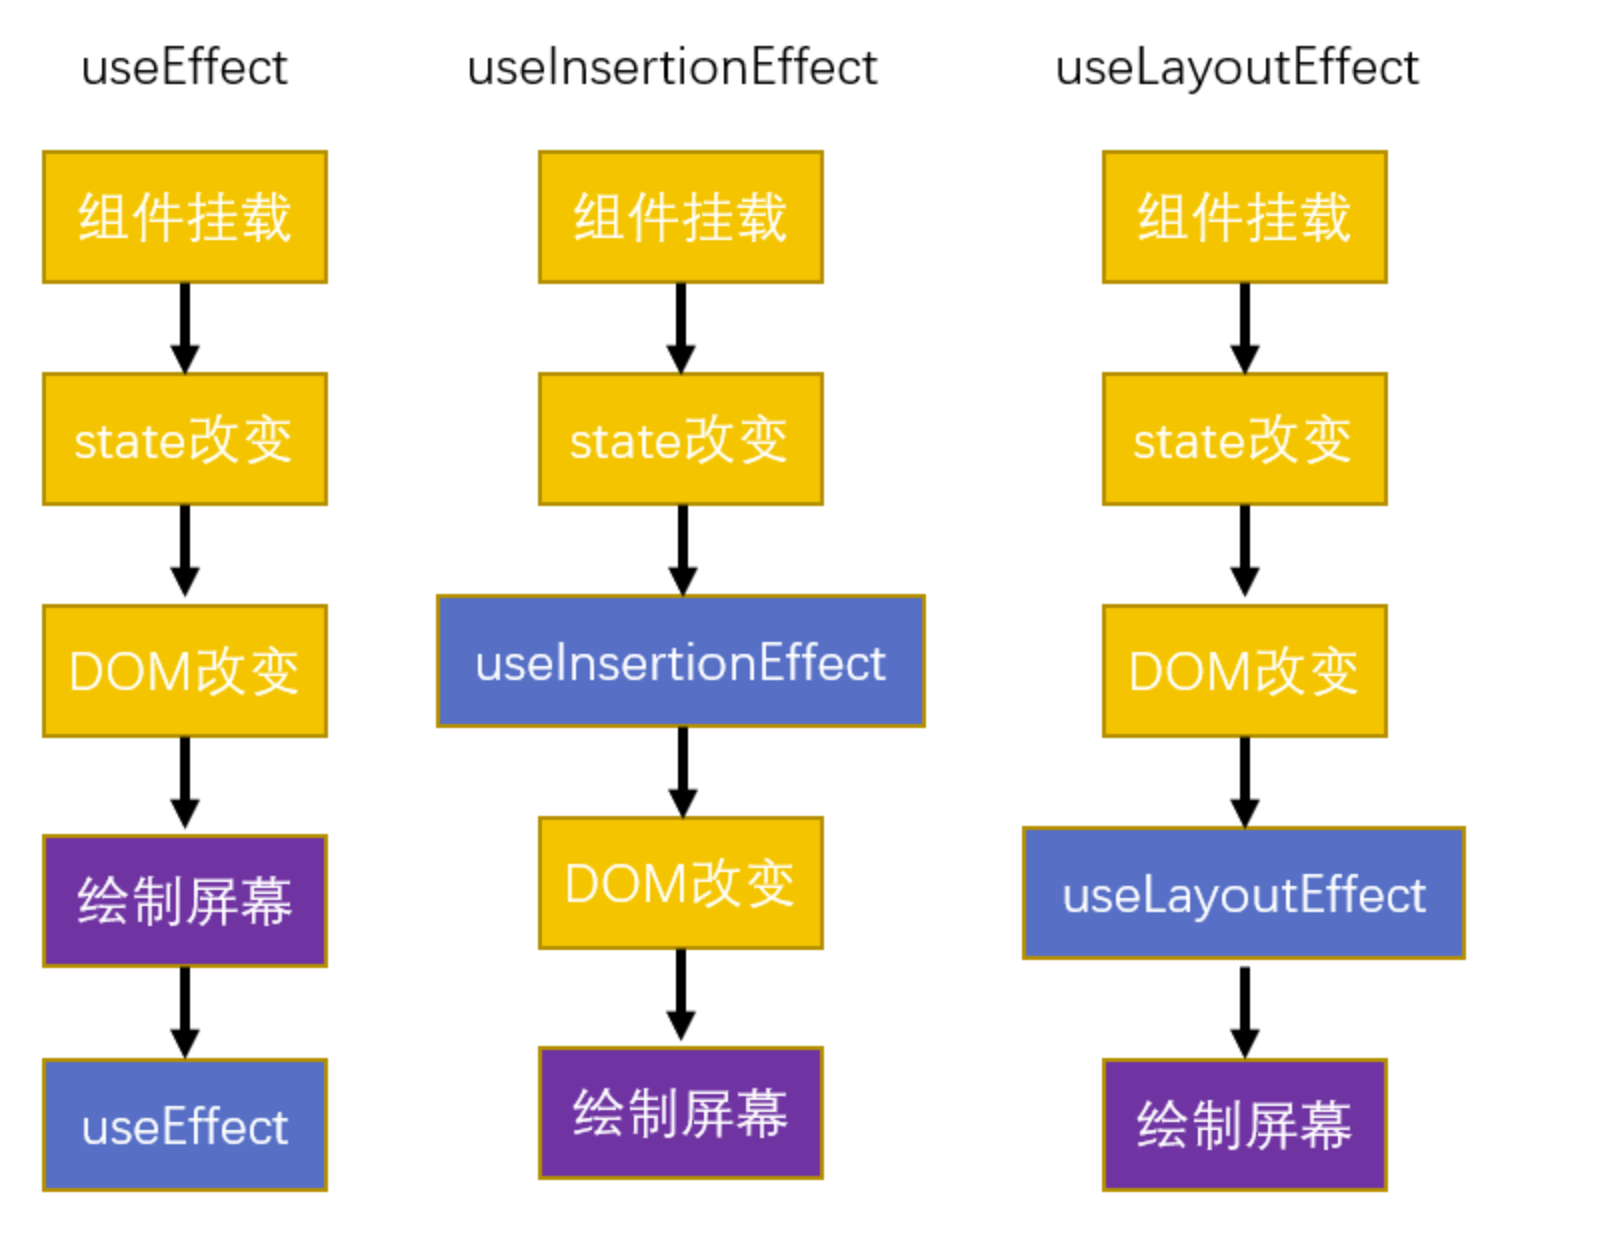 useEffect
组件挂载
state改变
DOM改变
绘制屏幕
useEffect
useInsertionEffect
组件挂载
state改变
useInsertionEffect
DOM改变
绘制屏幕
useLayoutEffect
组件挂载
state改变
DOM改变
useLayoutEffect
绘制屏幕